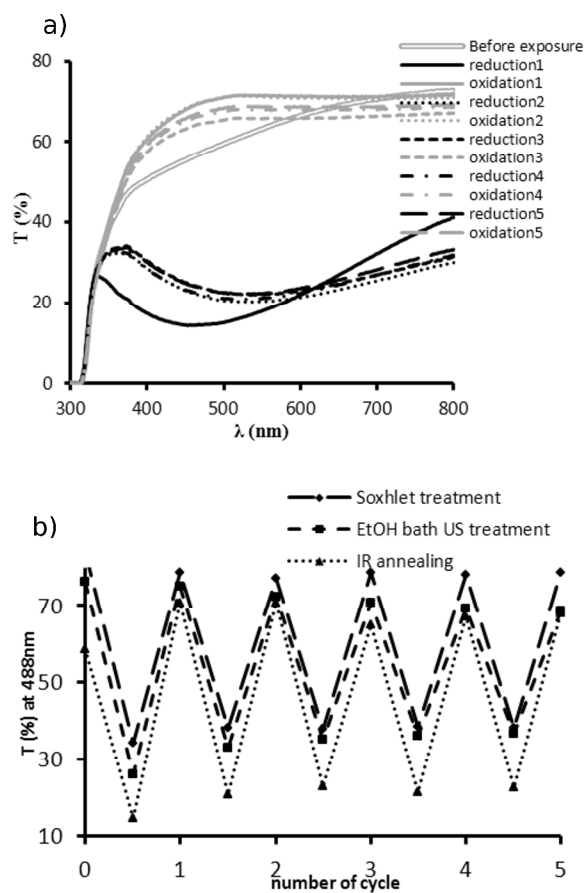 a)
Before exposure
reduction1
oxidation1
reduction2
oxidation2
reduction3
oxidation3
reduction4
oxidation4
reduction5
oxidation5
80
60
40
20
0
T (%)
300 400 500 600 700 800
λ (nm)
b)
Soxhlet treatment
EtOH bath US treatment
IR annealing
70
50
30
10
T (%) at 488nm
0 1 2 3 4 5
number of cycle